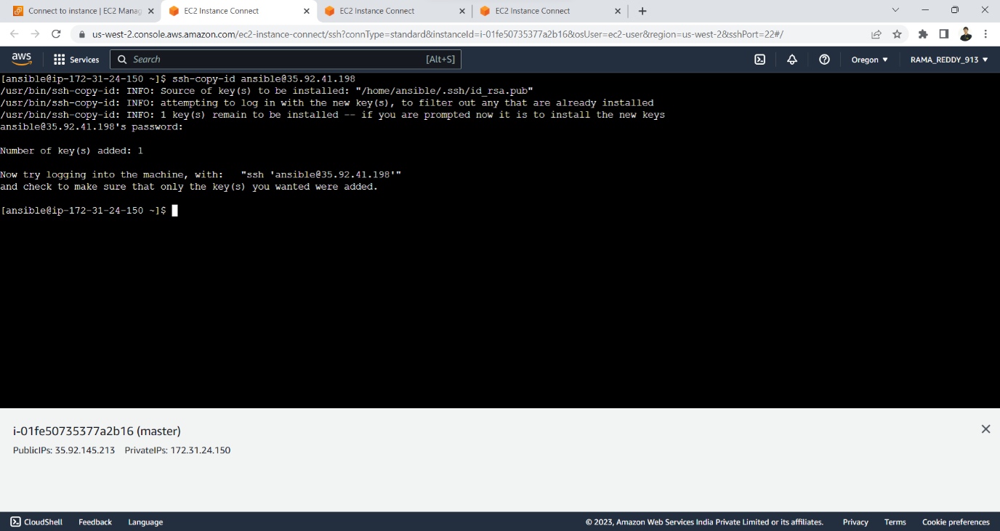 Connect to instance | EC2 Manag
EC2 Instance Connect
EC2 Instance Connect
EC2 Instance Connect
us-west-2.console.aws.amazon.com/ec2-instance-connect/ssh?connType=standard&instanceId=i-01fe50735377a2b16&osUser=ec2-user&region=us-west-2&sshPort=22#/
aws Services Search [Alt+S] Oregon RAMA_REDDY_913
[ansible@ip-172-31-24-150 ~]$ ssh-copy-id ansible@35.92.41.198
/usr/bin/ssh-copy-id: INFO: Source of key(s) to be installed: "/home/ansible/.ssh/id_rsa.pub"
/usr/bin/ssh-copy-id: INFO: attempting to log in with the new key(s), to filter out any that are already installed
/usr/bin/ssh-copy-id: INFO: 1 key(s) remain to be installed -- if you are prompted now it is to install the new keys
ansible@35.92.41.198's password:
Number of key(s) added: 1
Now try logging into the machine, with:   "ssh 'ansible@35.92.41.198'"
and check to make sure that only the key(s) you wanted were added.
[ansible@ip-172-31-24-150 ~]$
i-01fe50735377a2b16 (master)
PublicIPs: 35.92.145.213 PrivateIPs: 172.31.24.150
CloudShell Feedback Language © 2023, Amazon Web Services India Private Limited or its affiliates. Privacy Terms Cookie preferences